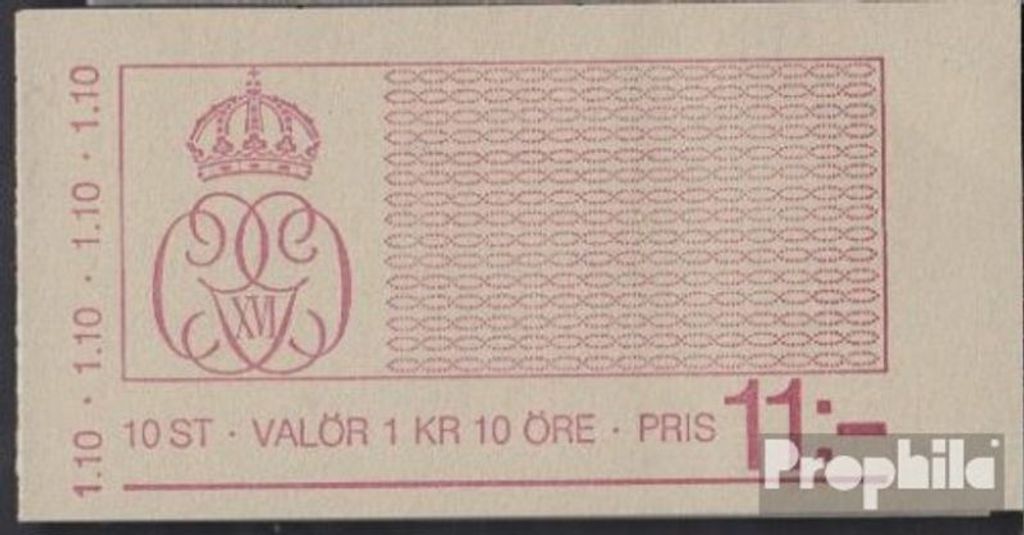 1.10 · 1.10 · 1.10 · 1.10
XVI
10 ST · VALÖR 1 KR 10 ÖRE · PRIS 11:-
Prophila